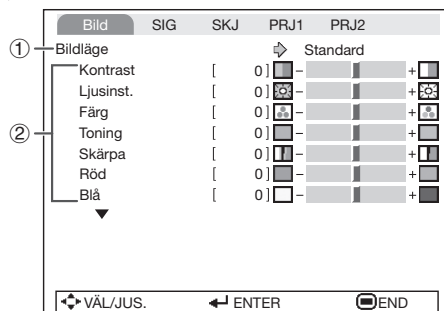 Bild SIG SKJ PRJ1 PRJ2
① Bildläge Standard
Kontrast [ 0 ] – +
Ljusinst. [ 0 ] – +
② Färg [ 0 ] – +
Toning [ 0 ] – +
Skärpa [ 0 ] – +
Röd [ 0 ] – +
Blå [ 0 ] – +
VÄL/JUS. ENTER END